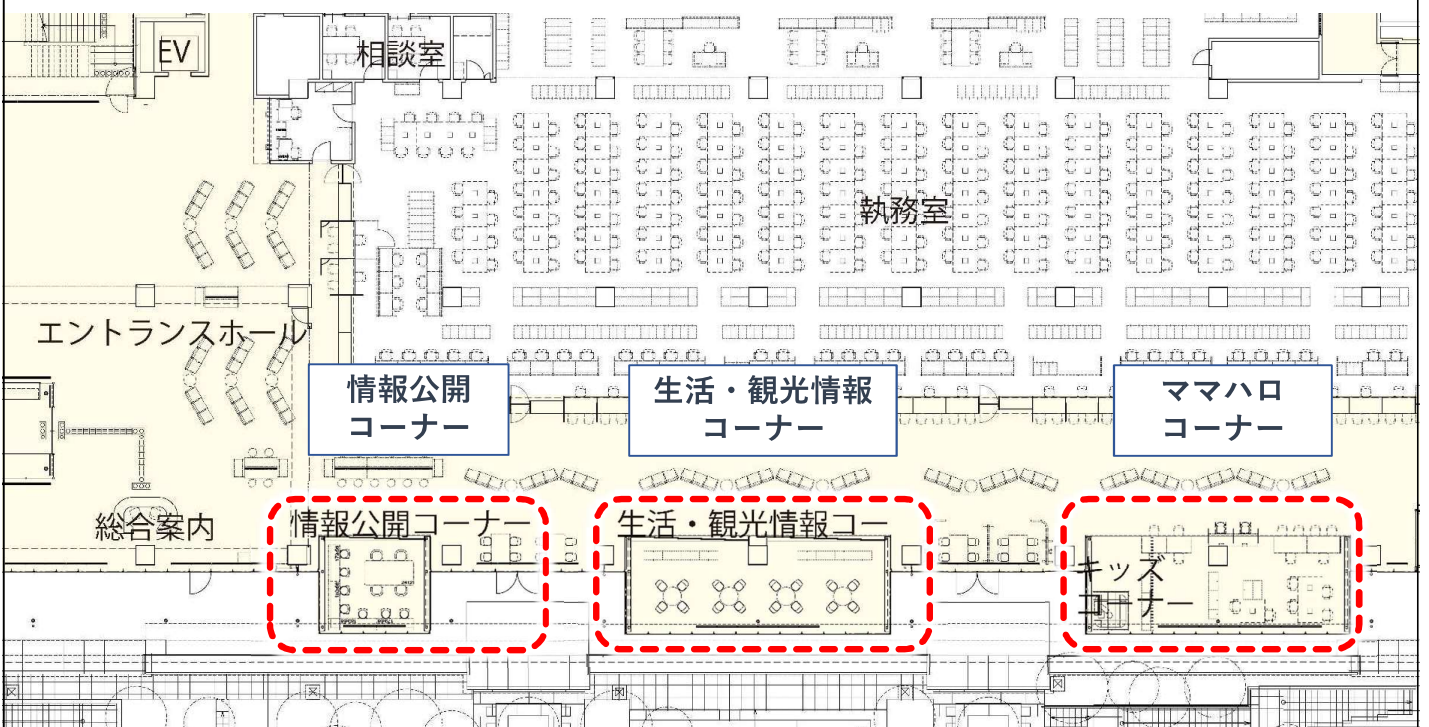 EV
相談室
執務室
エントランスホール
情報公開
コーナー
生活・観光情報
コーナー
ママハロ
コーナー
総合案内
情報公開コーナー
生活・観光情報コー
キッズ
コーナー
ー